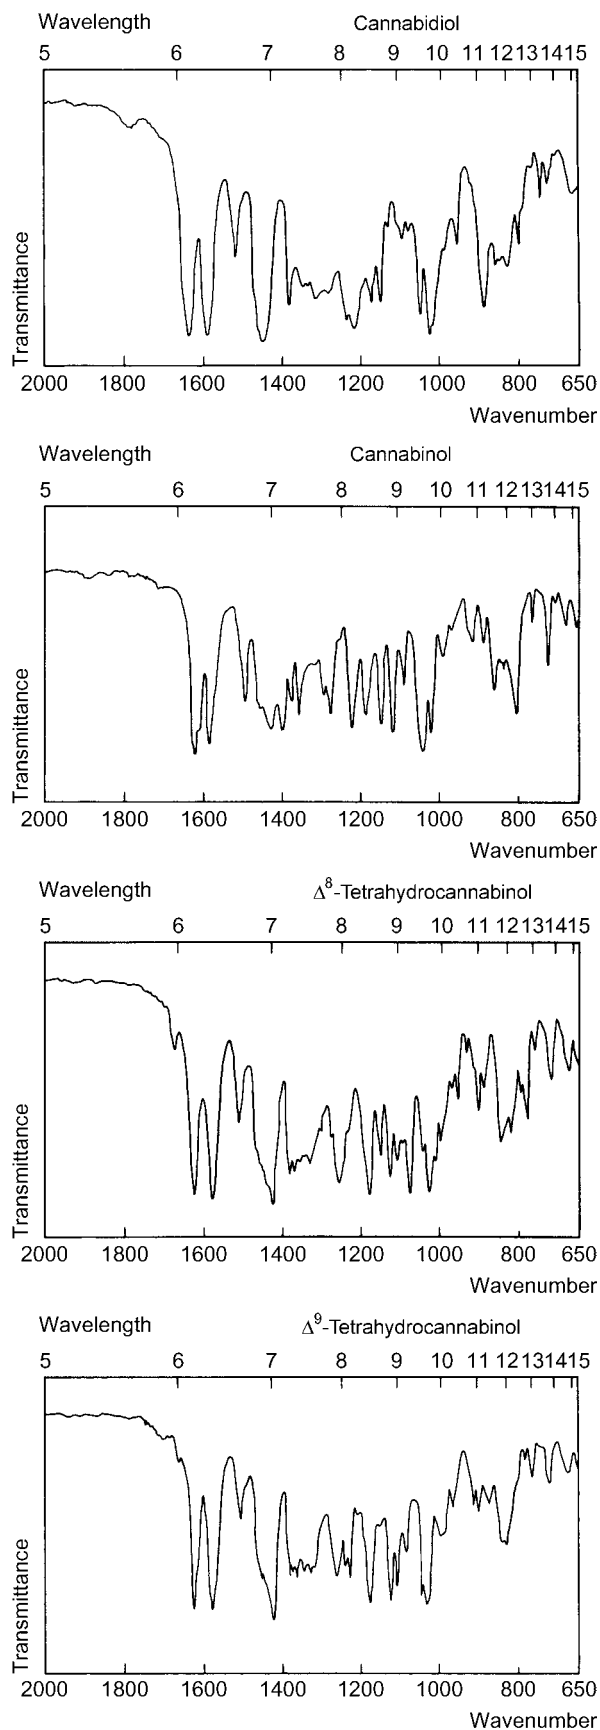 Wavelength Cannabidiol
5 6 7 8 9 10 11 12 13 14 15
Transmittance
2000 1800 1600 1400 1200 1000 800 650
Wavenumber
Wavelength Cannabinol
5 6 7 8 9 10 11 12 13 14 15
Transmittance
2000 1800 1600 1400 1200 1000 800 650
Wavenumber
Wavelength Δ⁸-Tetrahydrocannabinol
5 6 7 8 9 10 11 12 13 14 15
Transmittance
2000 1800 1600 1400 1200 1000 800 650
Wavenumber
Wavelength Δ⁹-Tetrahydrocannabinol
5 6 7 8 9 10 11 12 13 14 15
Transmittance
2000 1800 1600 1400 1200 1000 800 650
Wavenumber